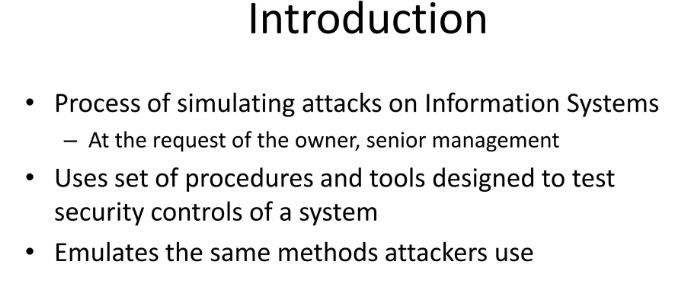 Introduction
• Process of simulating attacks on Information Systems
– At the request of the owner, senior management
• Uses set of procedures and tools designed to test
security controls of a system
• Emulates the same methods attackers use